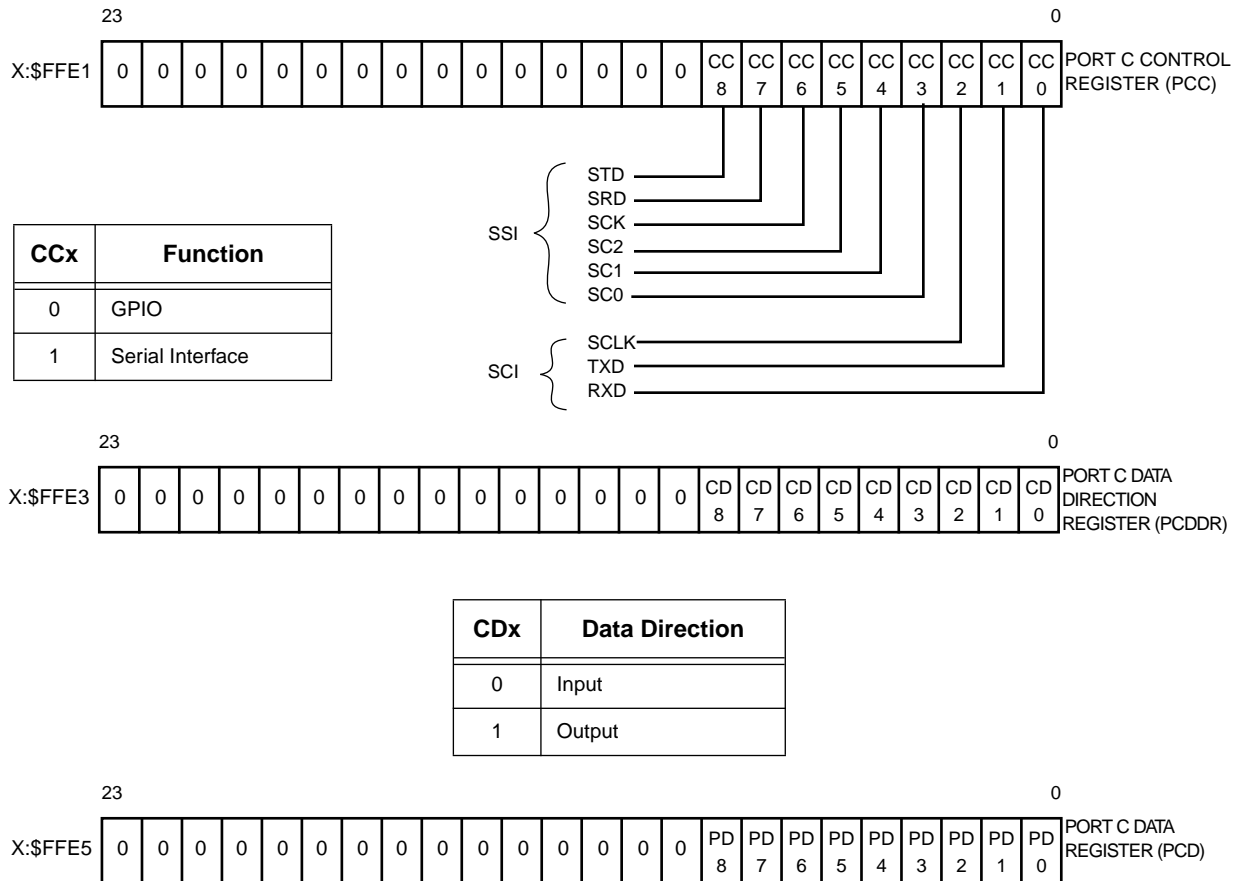 23 0
X:$FFE1 0 0 0 0 0 0 0 0 0 0 0 0 0 0 0 CC 8 CC 7 CC 6 CC 5 CC 4 CC 3 CC 2 CC 1 CC 0 PORT C CONTROL
REGISTER (PCC)
STD
SRD
SCK
SSI
SC2
SC1
SC0
CCx Function
0 GPIO
1 Serial Interface
SCLK
SCI TXD
RXD
23 0
X:$FFE3 0 0 0 0 0 0 0 0 0 0 0 0 0 0 0 CD 8 CD 7 CD 6 CD 5 CD 4 CD 3 CD 2 CD 1 CD 0 PORT C DATA
DIRECTION
REGISTER (PCDDR)
CDx Data Direction
0 Input
1 Output
23 0
X:$FFE5 0 0 0 0 0 0 0 0 0 0 0 0 0 0 0 PD 8 PD 7 PD 6 PD 5 PD 4 PD 3 PD 2 PD 1 PD 0 PORT C DATA
REGISTER (PCD)